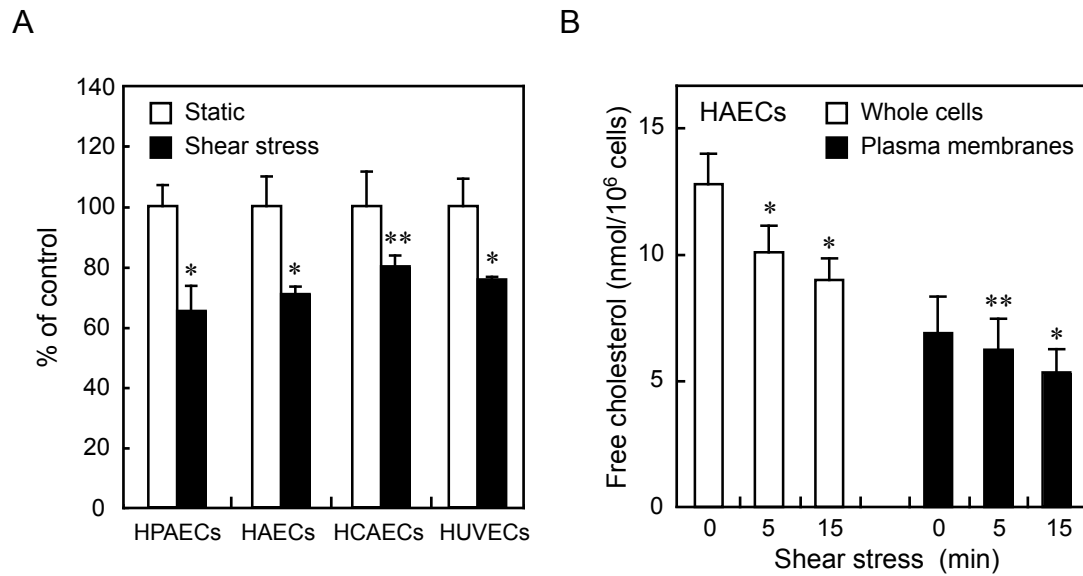 A
% of control
140
120
100
80
60
40
20
0
Static
Shear stress
*
*
**
*
HPAECs HAECs HCAECs HUVECs
B
Free cholesterol (nmol/10⁶ cells)
15
10
5
0
HAECs
Whole cells
Plasma membranes
*
*
**
*
0 5 15 0 5 15
Shear stress (min)